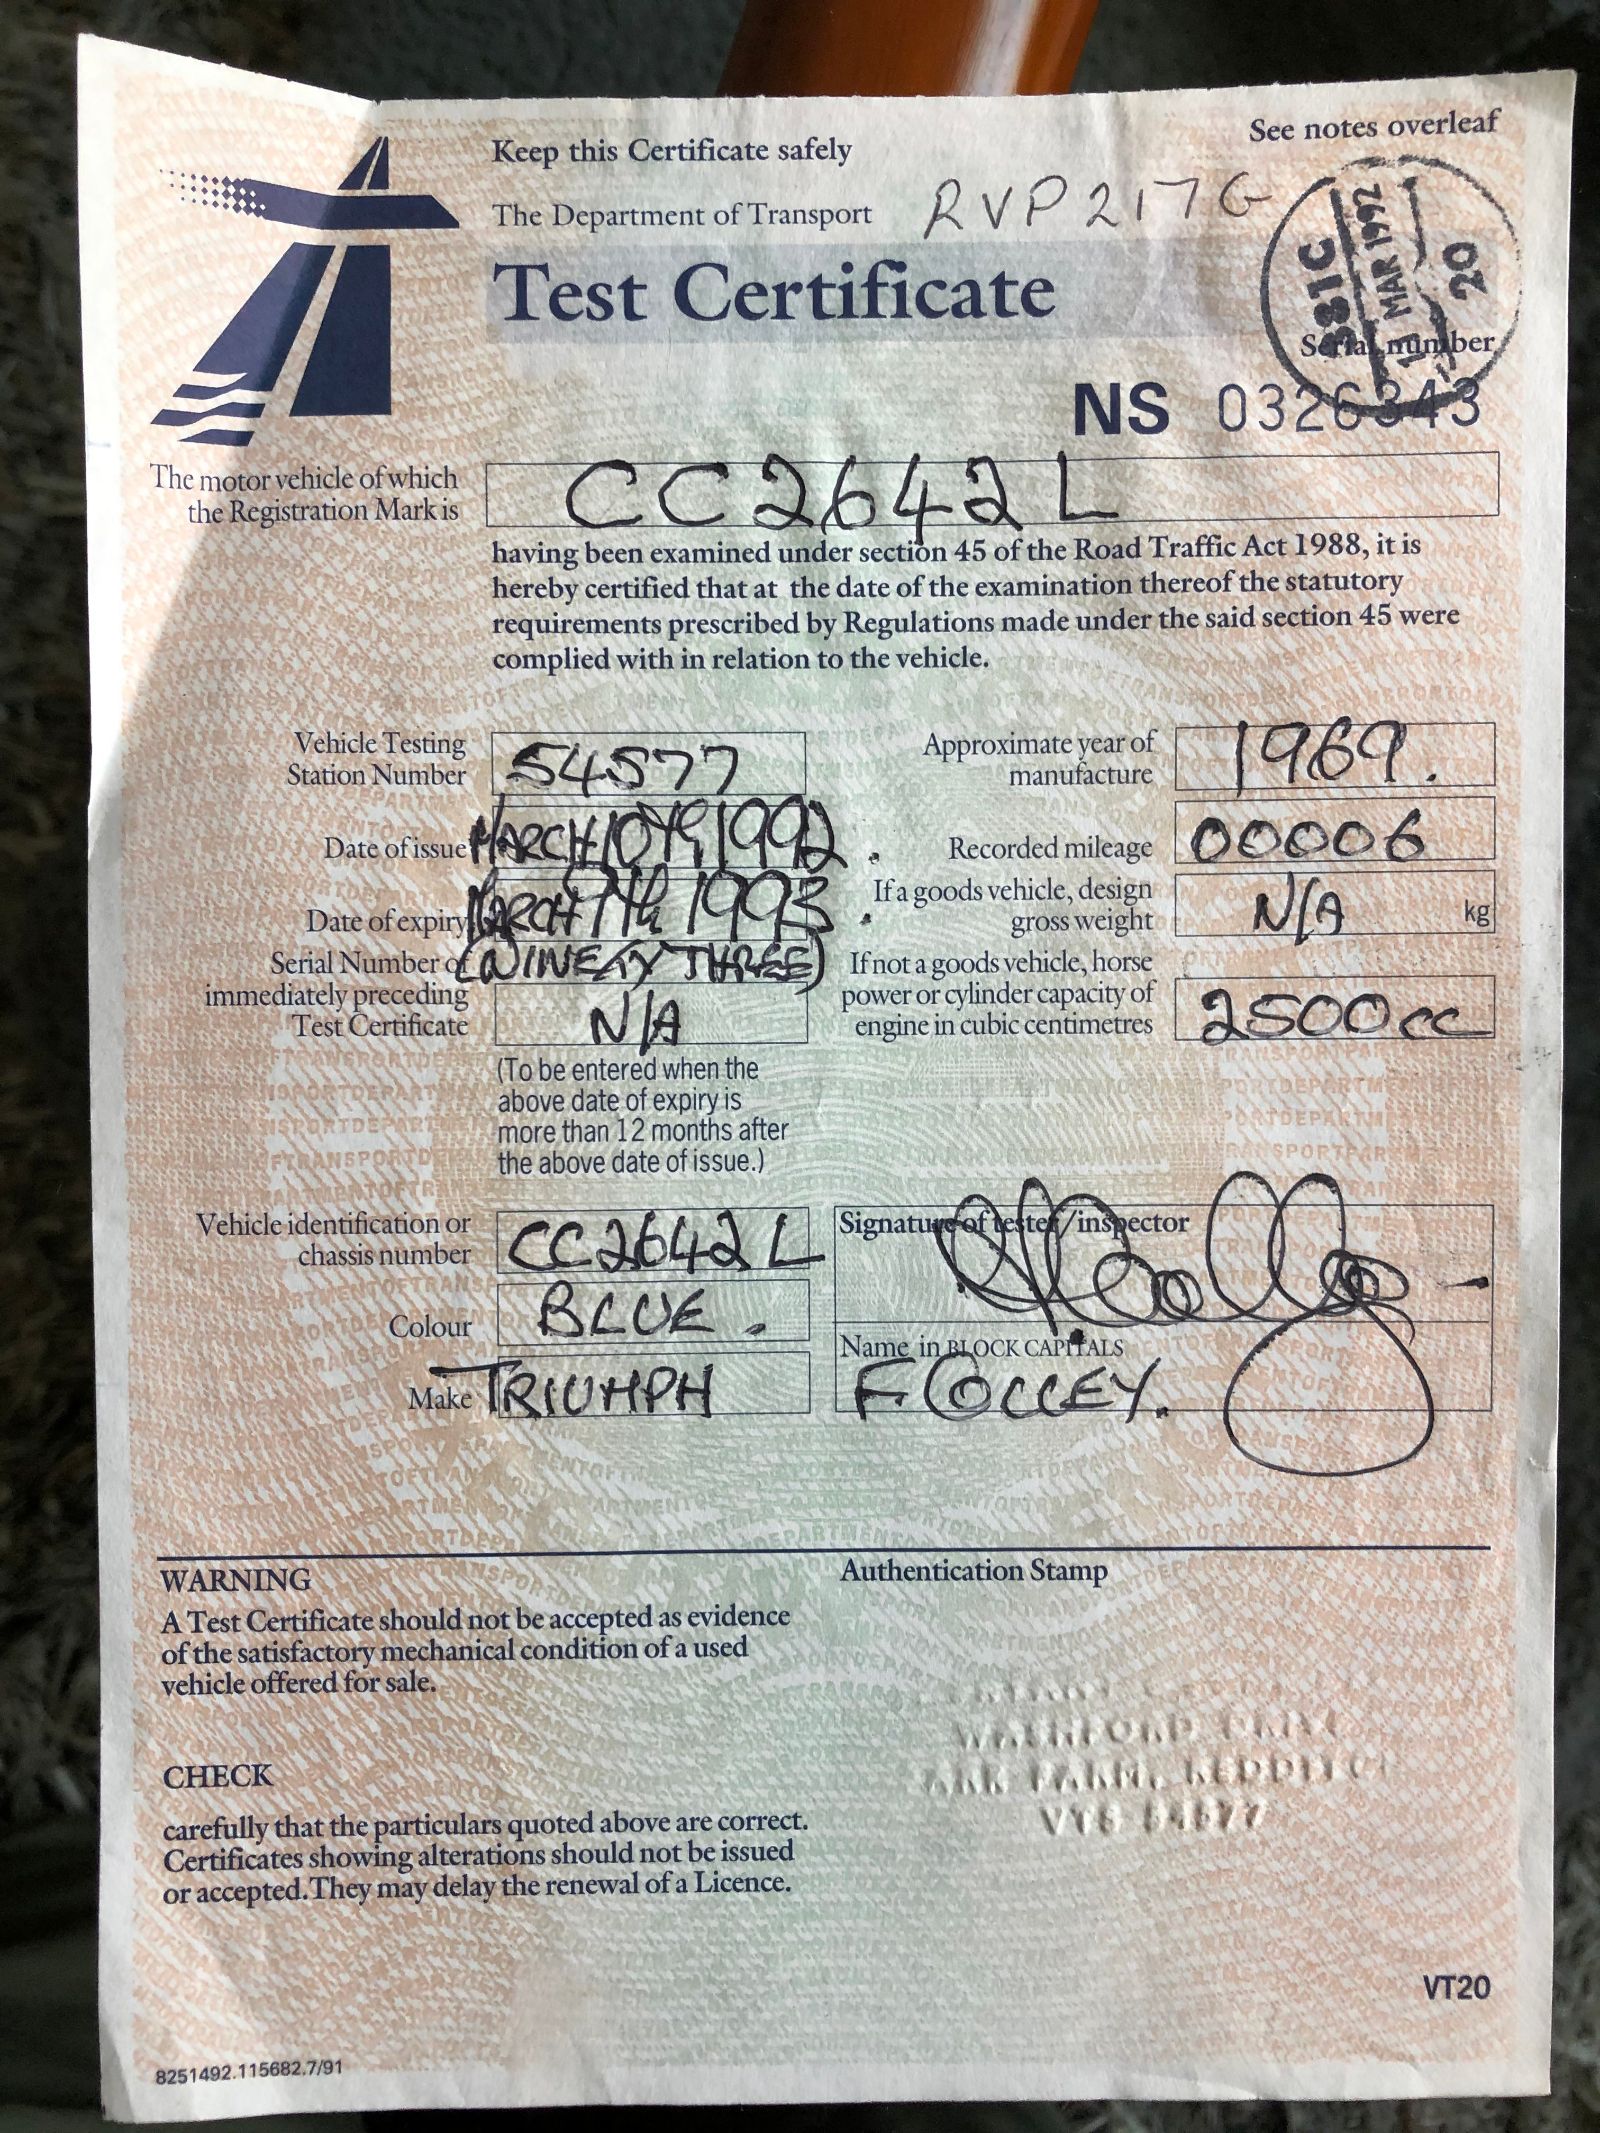 See notes overleaf
Keep this Certificate safely
The Department of Transport RVP 217 G
Test Certificate
881C
MAR 1992
20
Serial number
NS 0326343
The motor vehicle of which
the Registration Mark is
CC2642L
having been examined under section 45 of the Road Traffic Act 1988, it is
hereby certified that at the date of the examination thereof the statutory
requirements prescribed by Regulations made under the said section 45 were
complied with in relation to the vehicle.
Vehicle Testing
Station Number
54577
Approximate year of
manufacture
1969.
Date of issue MARCH 10th 1992.
Recorded mileage 00006
Date of expiry MARCH 9th 1993.
(NINETY THREE)
If a goods vehicle, design
gross weight
N/A kg
Serial Number of
immediately preceding
Test Certificate
N/A
If not a goods vehicle, horse
power or cylinder capacity of
engine in cubic centimetres
2500cc
(To be entered when the
above date of expiry is
more than 12 months after
the above date of issue.)
Vehicle identification or
chassis number
CC2642L
Signature of tester/inspector
Colour BLUE.
Name in BLOCK CAPITALS
Make TRIUMPH
F. COLLEY.
WARNING
A Test Certificate should not be accepted as evidence
of the satisfactory mechanical condition of a used
vehicle offered for sale.
Authentication Stamp
WASHFORD DRIVE
PARK FARM, REDDITCH
VTS 54577
CHECK
carefully that the particulars quoted above are correct.
Certificates showing alterations should not be issued
or accepted. They may delay the renewal of a Licence.
VT20
8251492.115682.7/91